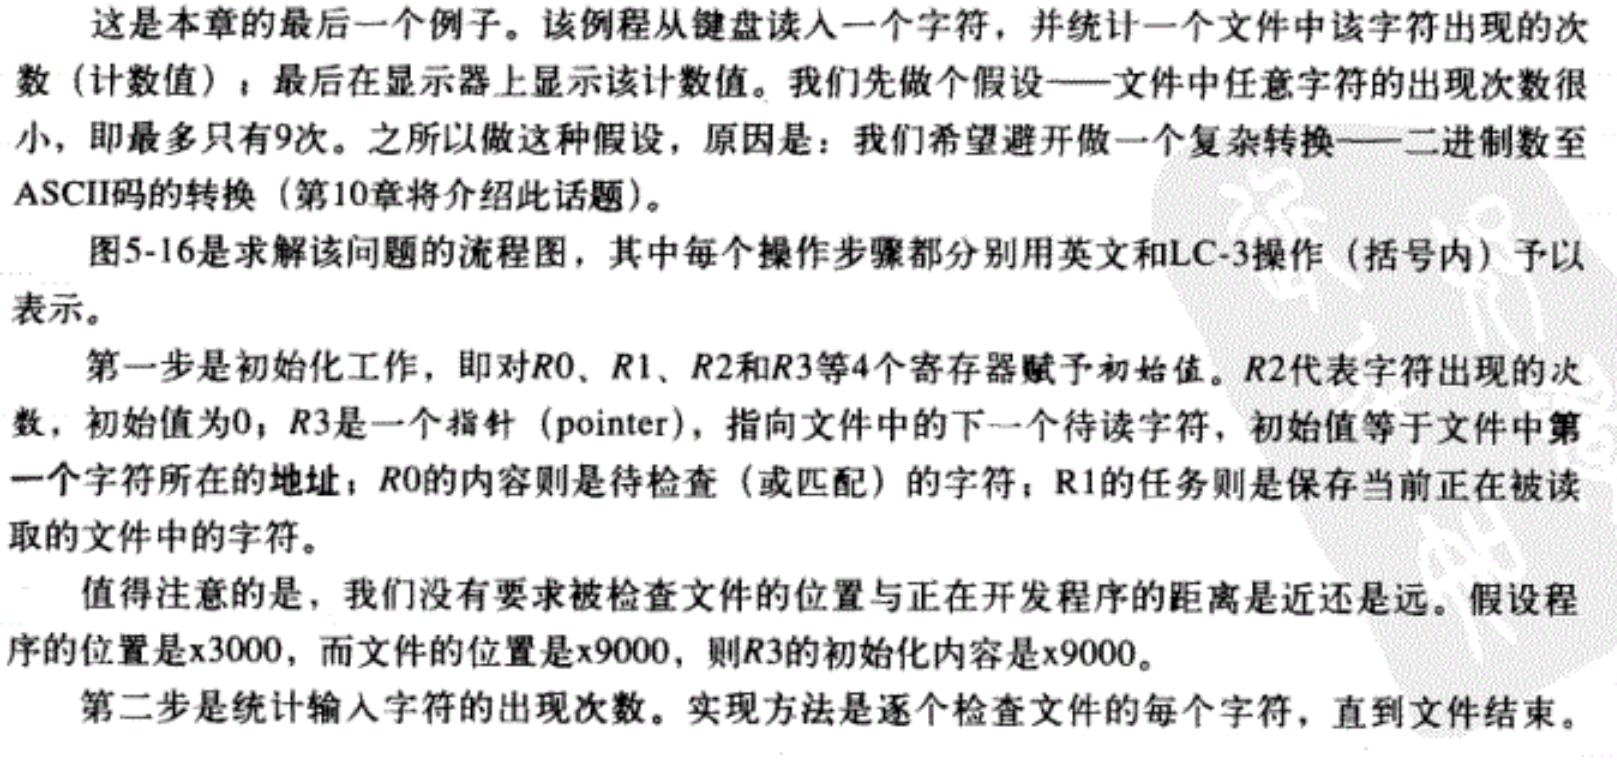 这是本章的最后一个例子。该例程从键盘读入一个字符，并统计一个文件中该字符出现的次
数（计数值）；最后在显示器上显示该计数值。我们先做个假设——文件中任意字符的出现次数很
小，即最多只有9次。之所以做这种假设，原因是：我们希望避开做一个复杂转换——二进制数至
ASCII码的转换（第10章将介绍此话题）。
图5-16是求解该问题的流程图，其中每个操作步骤都分别用英文和LC-3操作（括号内）予以
表示。
第一步是初始化工作，即对R0、R1、R2和R3等4个寄存器赋予初始值。R2代表字符出现的次
数，初始值为0；R3是一个指针（pointer），指向文件中的下一个待读字符，初始值等于文件中第
一个字符所在的地址；R0的内容则是待检查（或匹配）的字符；R1的任务则是保存当前正在被读
取的文件中的字符。
值得注意的是，我们没有要求被检查文件的位置与正在开发程序的距离是近还是远。假设程
序的位置是x3000，而文件的位置是x9000，则R3的初始化内容是x9000。
第二步是统计输入字符的出现次数。实现方法是逐个检查文件的每个字符，直到文件结束。